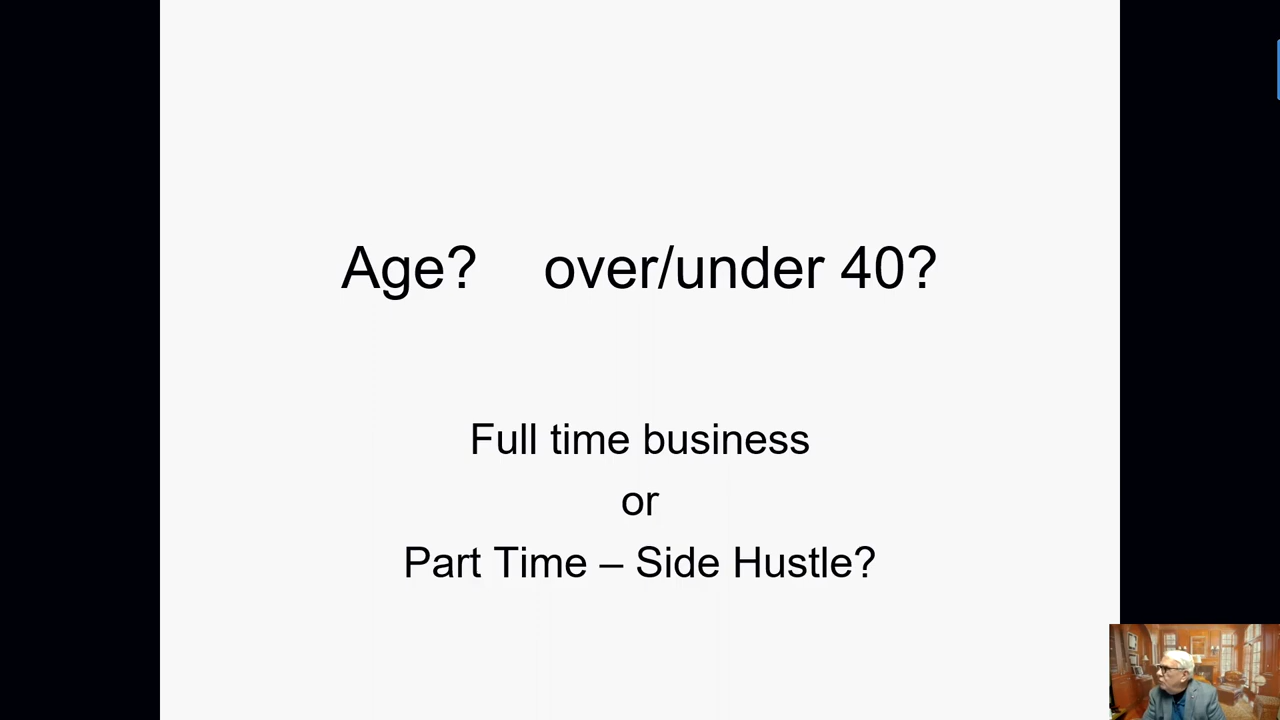 Age? over/under 40?
Full time business
or
Part Time – Side Hustle?